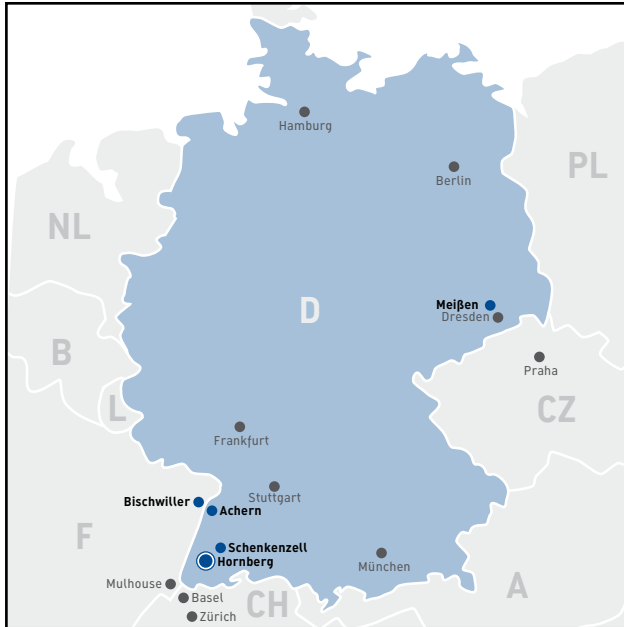 Hamburg
Berlin
PL
NL
Meißen
D
Dresden
B
Praha
L
CZ
Frankfurt
Stuttgart
Bischwiller
Achern
F
Schenkenzell
Hornberg
München
Mulhouse
A
Basel
CH
Zürich